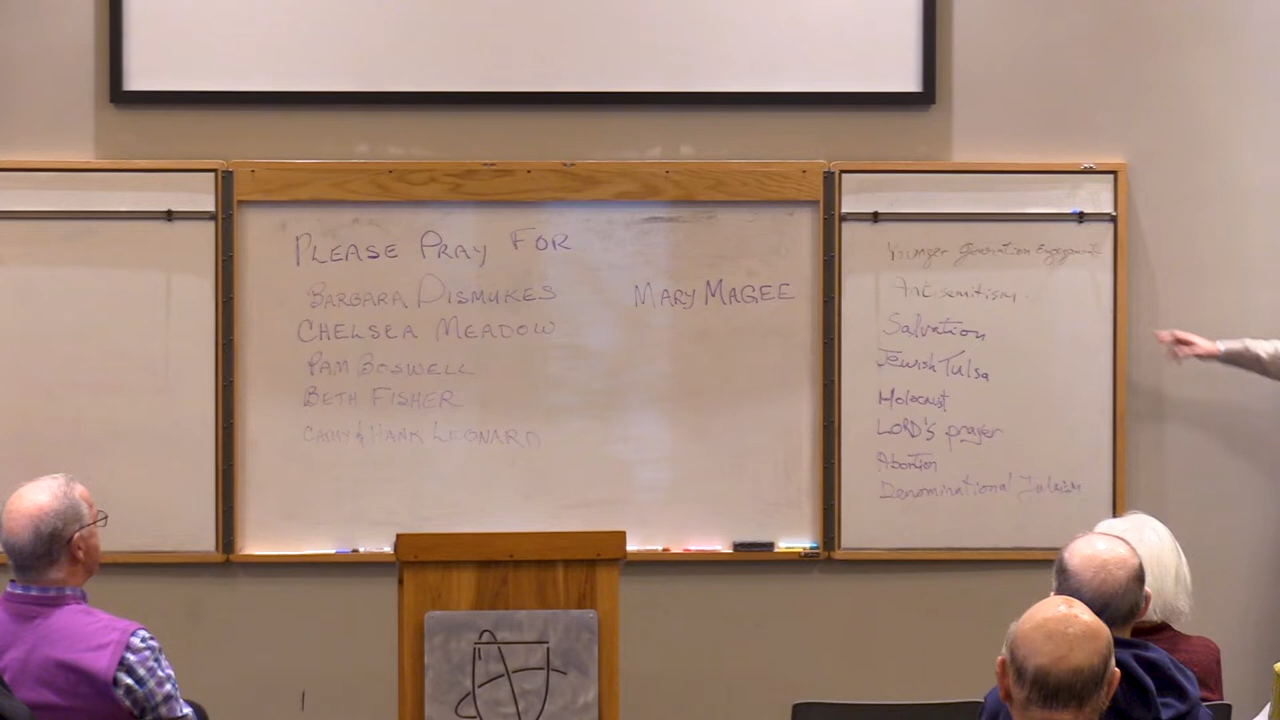 PLEASE PRAY FOR
BARBARA DISMUKES
MARY MAGEE
CHELSEA MEADOW
PAM BOSWELL
BETH FISHER
CATHY & HANK LEONARD
Younger Generation Engagement
Antisemitism
Salvation
Jewish Tulsa
Holocaust
LORD'S prayer
Abortion
Denominational Judaism